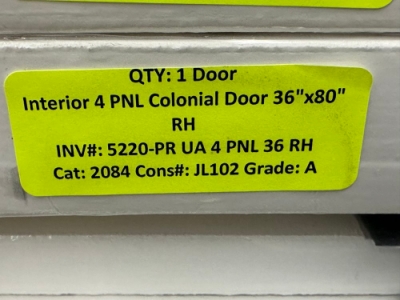 QTY: 1 Door
Interior 4 PNL Colonial Door 36"x80"
RH
INV#: 5220-PR UA 4 PNL 36 RH
Cat: 2084 Cons#: JL102 Grade: A